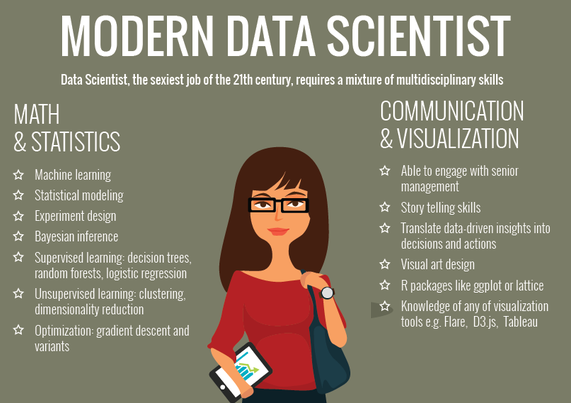 MODERN DATA SCIENTIST
Data Scientist, the sexiest job of the 21th century, requires a mixture of multidisciplinary skills
MATH
& STATISTICS
Machine learning
Statistical modeling
Experiment design
Bayesian inference
Supervised learning: decision trees,
random forests, logistic regression
Unsupervised learning: clustering,
dimensionality reduction
Optimization: gradient descent and
variants
COMMUNICATION
& VISUALIZATION
Able to engage with senior
management
Story telling skills
Translate data-driven insights into
decisions and actions
Visual art design
R packages like ggplot or lattice
Knowledge of any of visualization
tools e.g. Flare, D3.js, Tableau